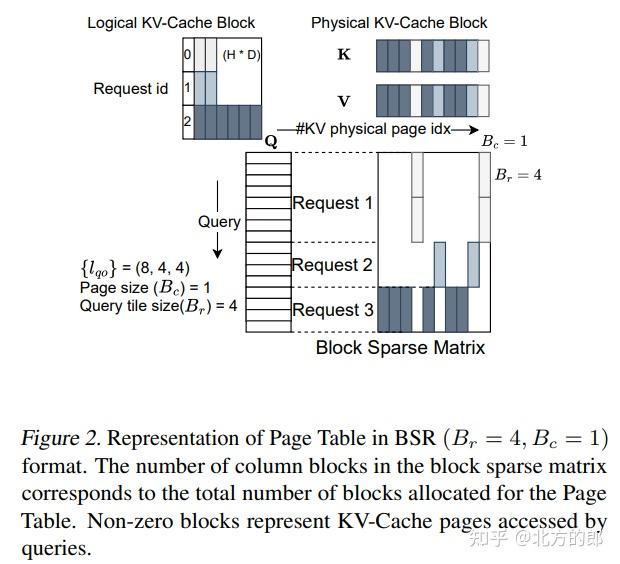 Logical KV-Cache Block
Physical KV-Cache Block
0
(H * D)
K
Request id
1
V
2
#KV physical page idx
Q
B_c = 1
B_r = 4
Request 1
Query
{l_qo} = (8, 4, 4)
Request 2
Page size (B_c) = 1
Query tile size(B_r) = 4
Request 3
Block Sparse Matrix
Figure 2. Representation of Page Table in BSR (B_r = 4, B_c = 1)
format. The number of column blocks in the block sparse matrix
corresponds to the total number of blocks allocated for the Page
Table. Non-zero blocks represent KV-Cache pages accessed by
queries.
知乎 @北方的郎